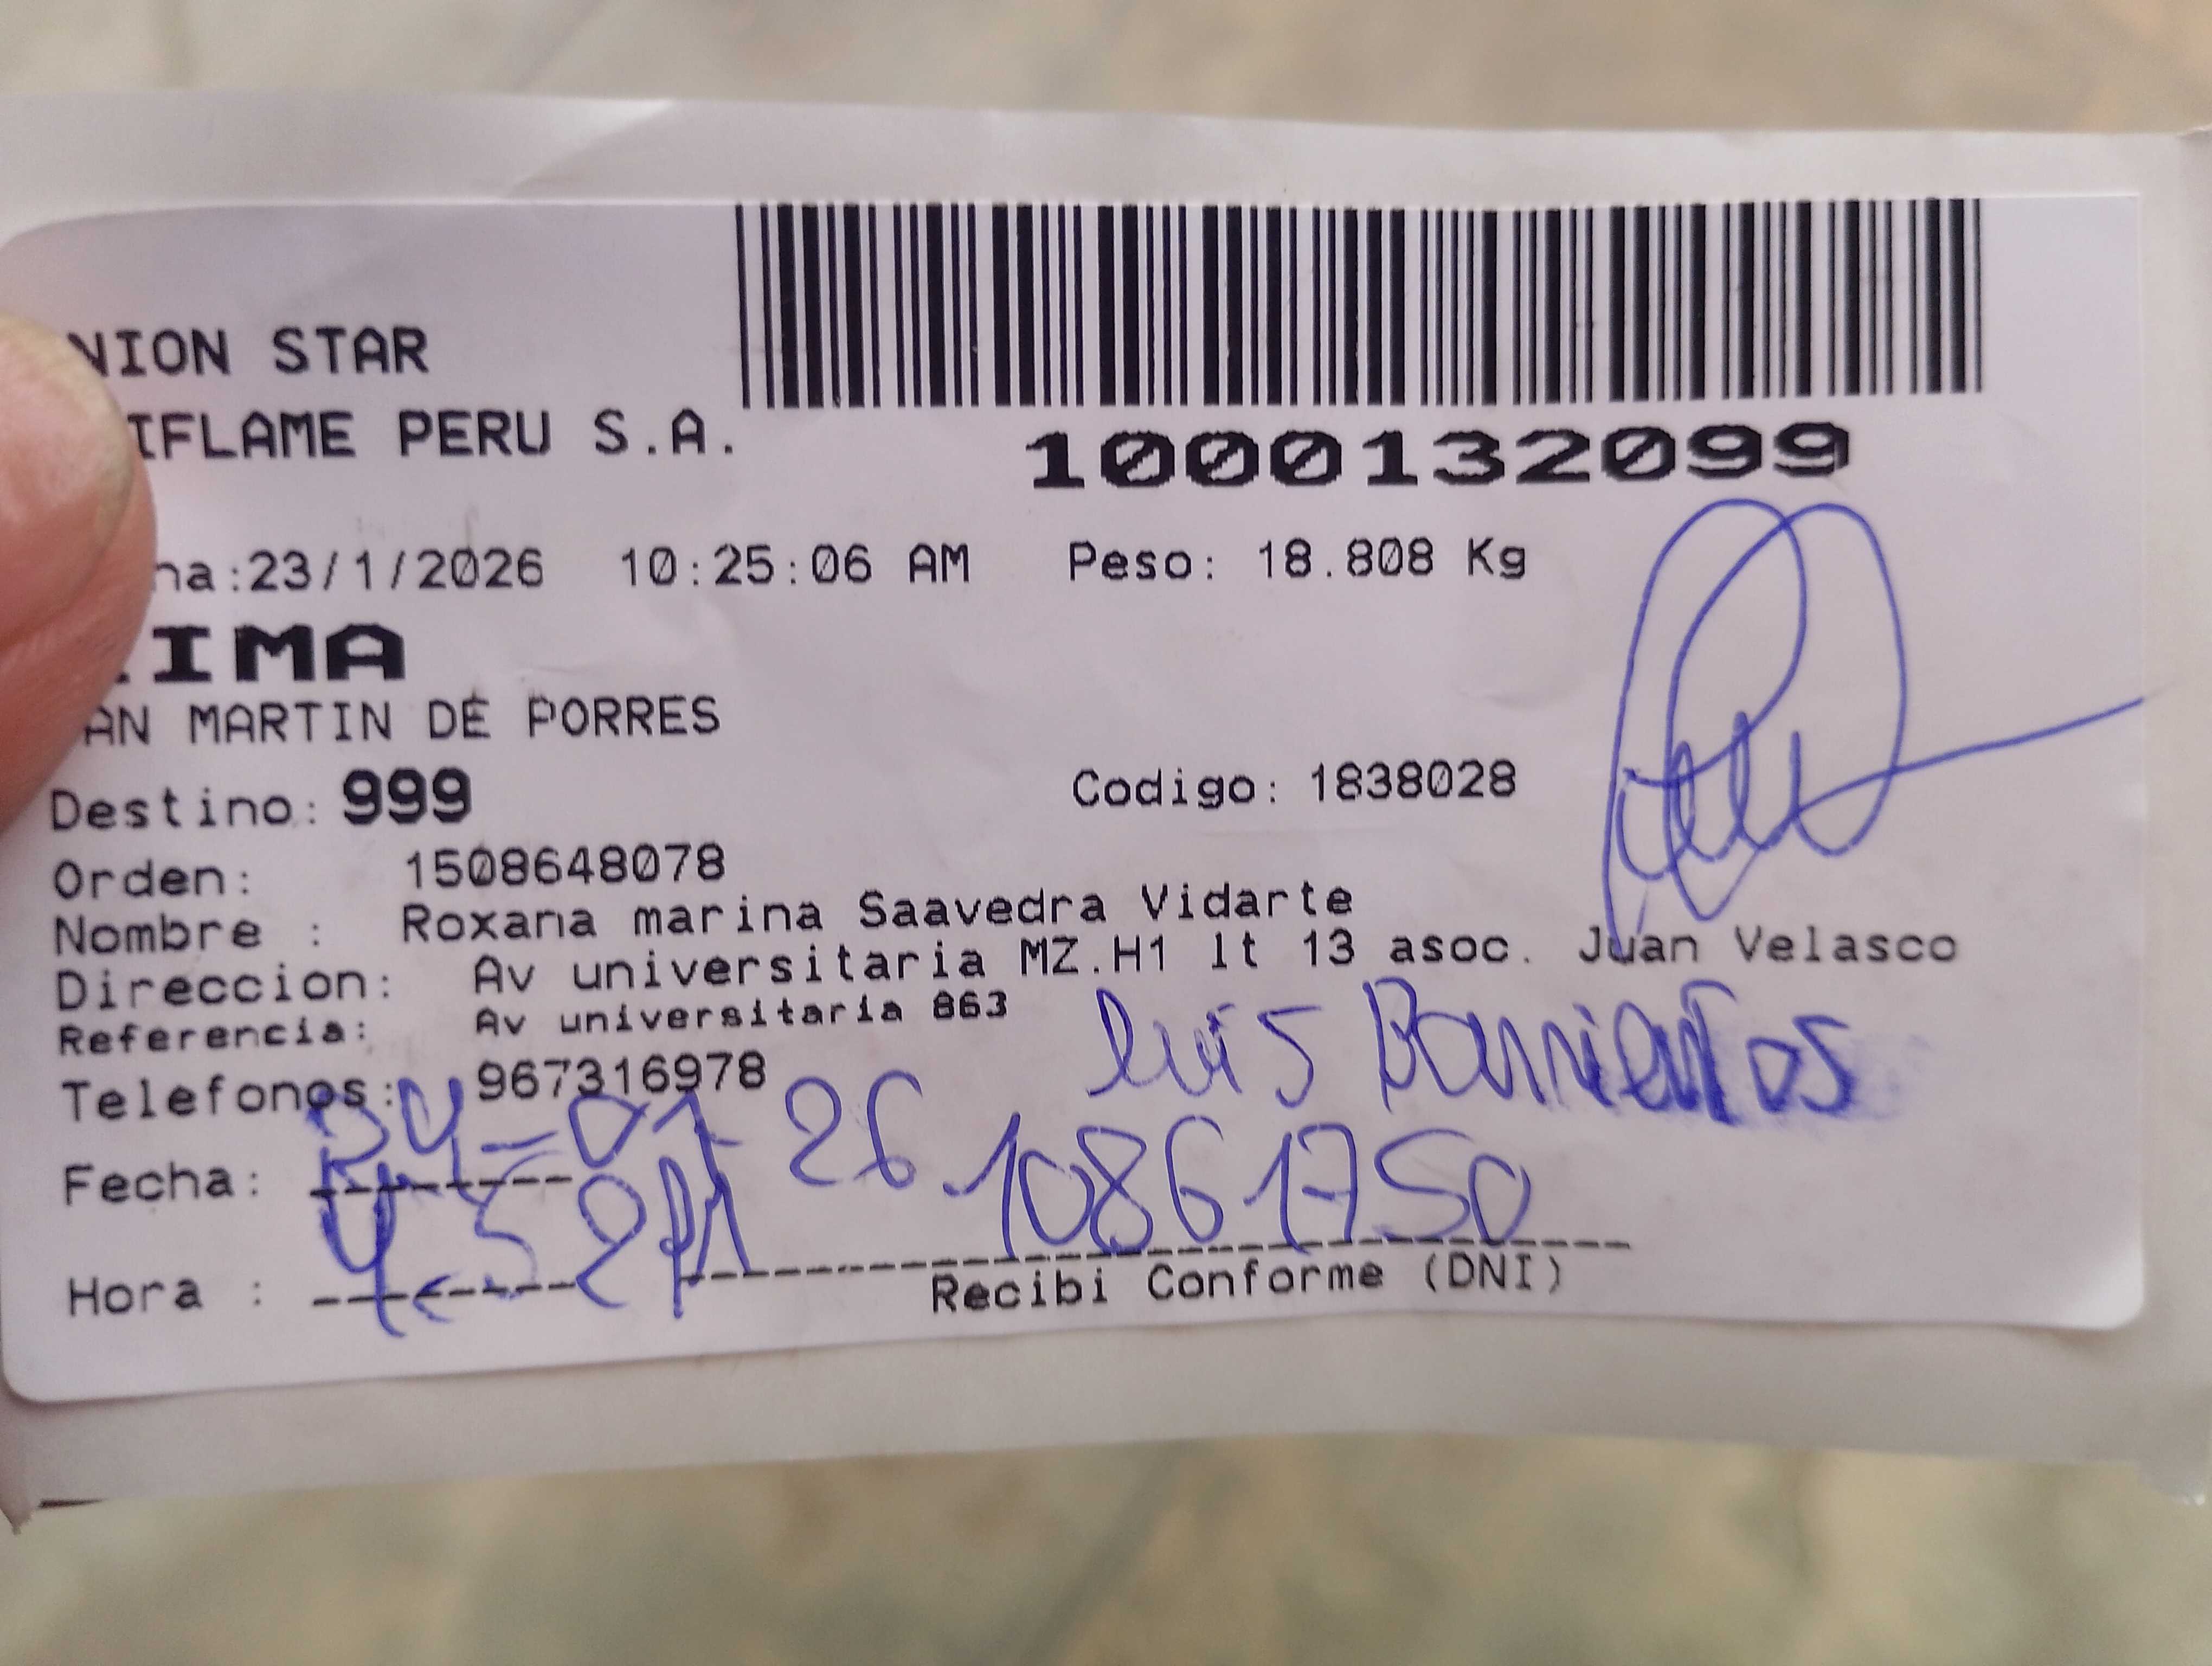 NION STAR
IFLAME PERU S.A.
1000132099
na:23/1/2026 10:25:06 AM Peso: 18.808 Kg
IMA
AN MARTIN DE PORRES
Destino: 999 Codigo: 1838028
Orden: 1508648078
Nombre : Roxana marina Saavedra Vidarte
Direccion: Av universitaria MZ.H1 lt 13 asoc. Juan Velasco
Referencia: Av universitaria 863
luis Barrientos
Telefonos: 967316978
Fecha: 24-01-26 10861750
Hora : 4:52 PM
Recibi Conforme (DNI)